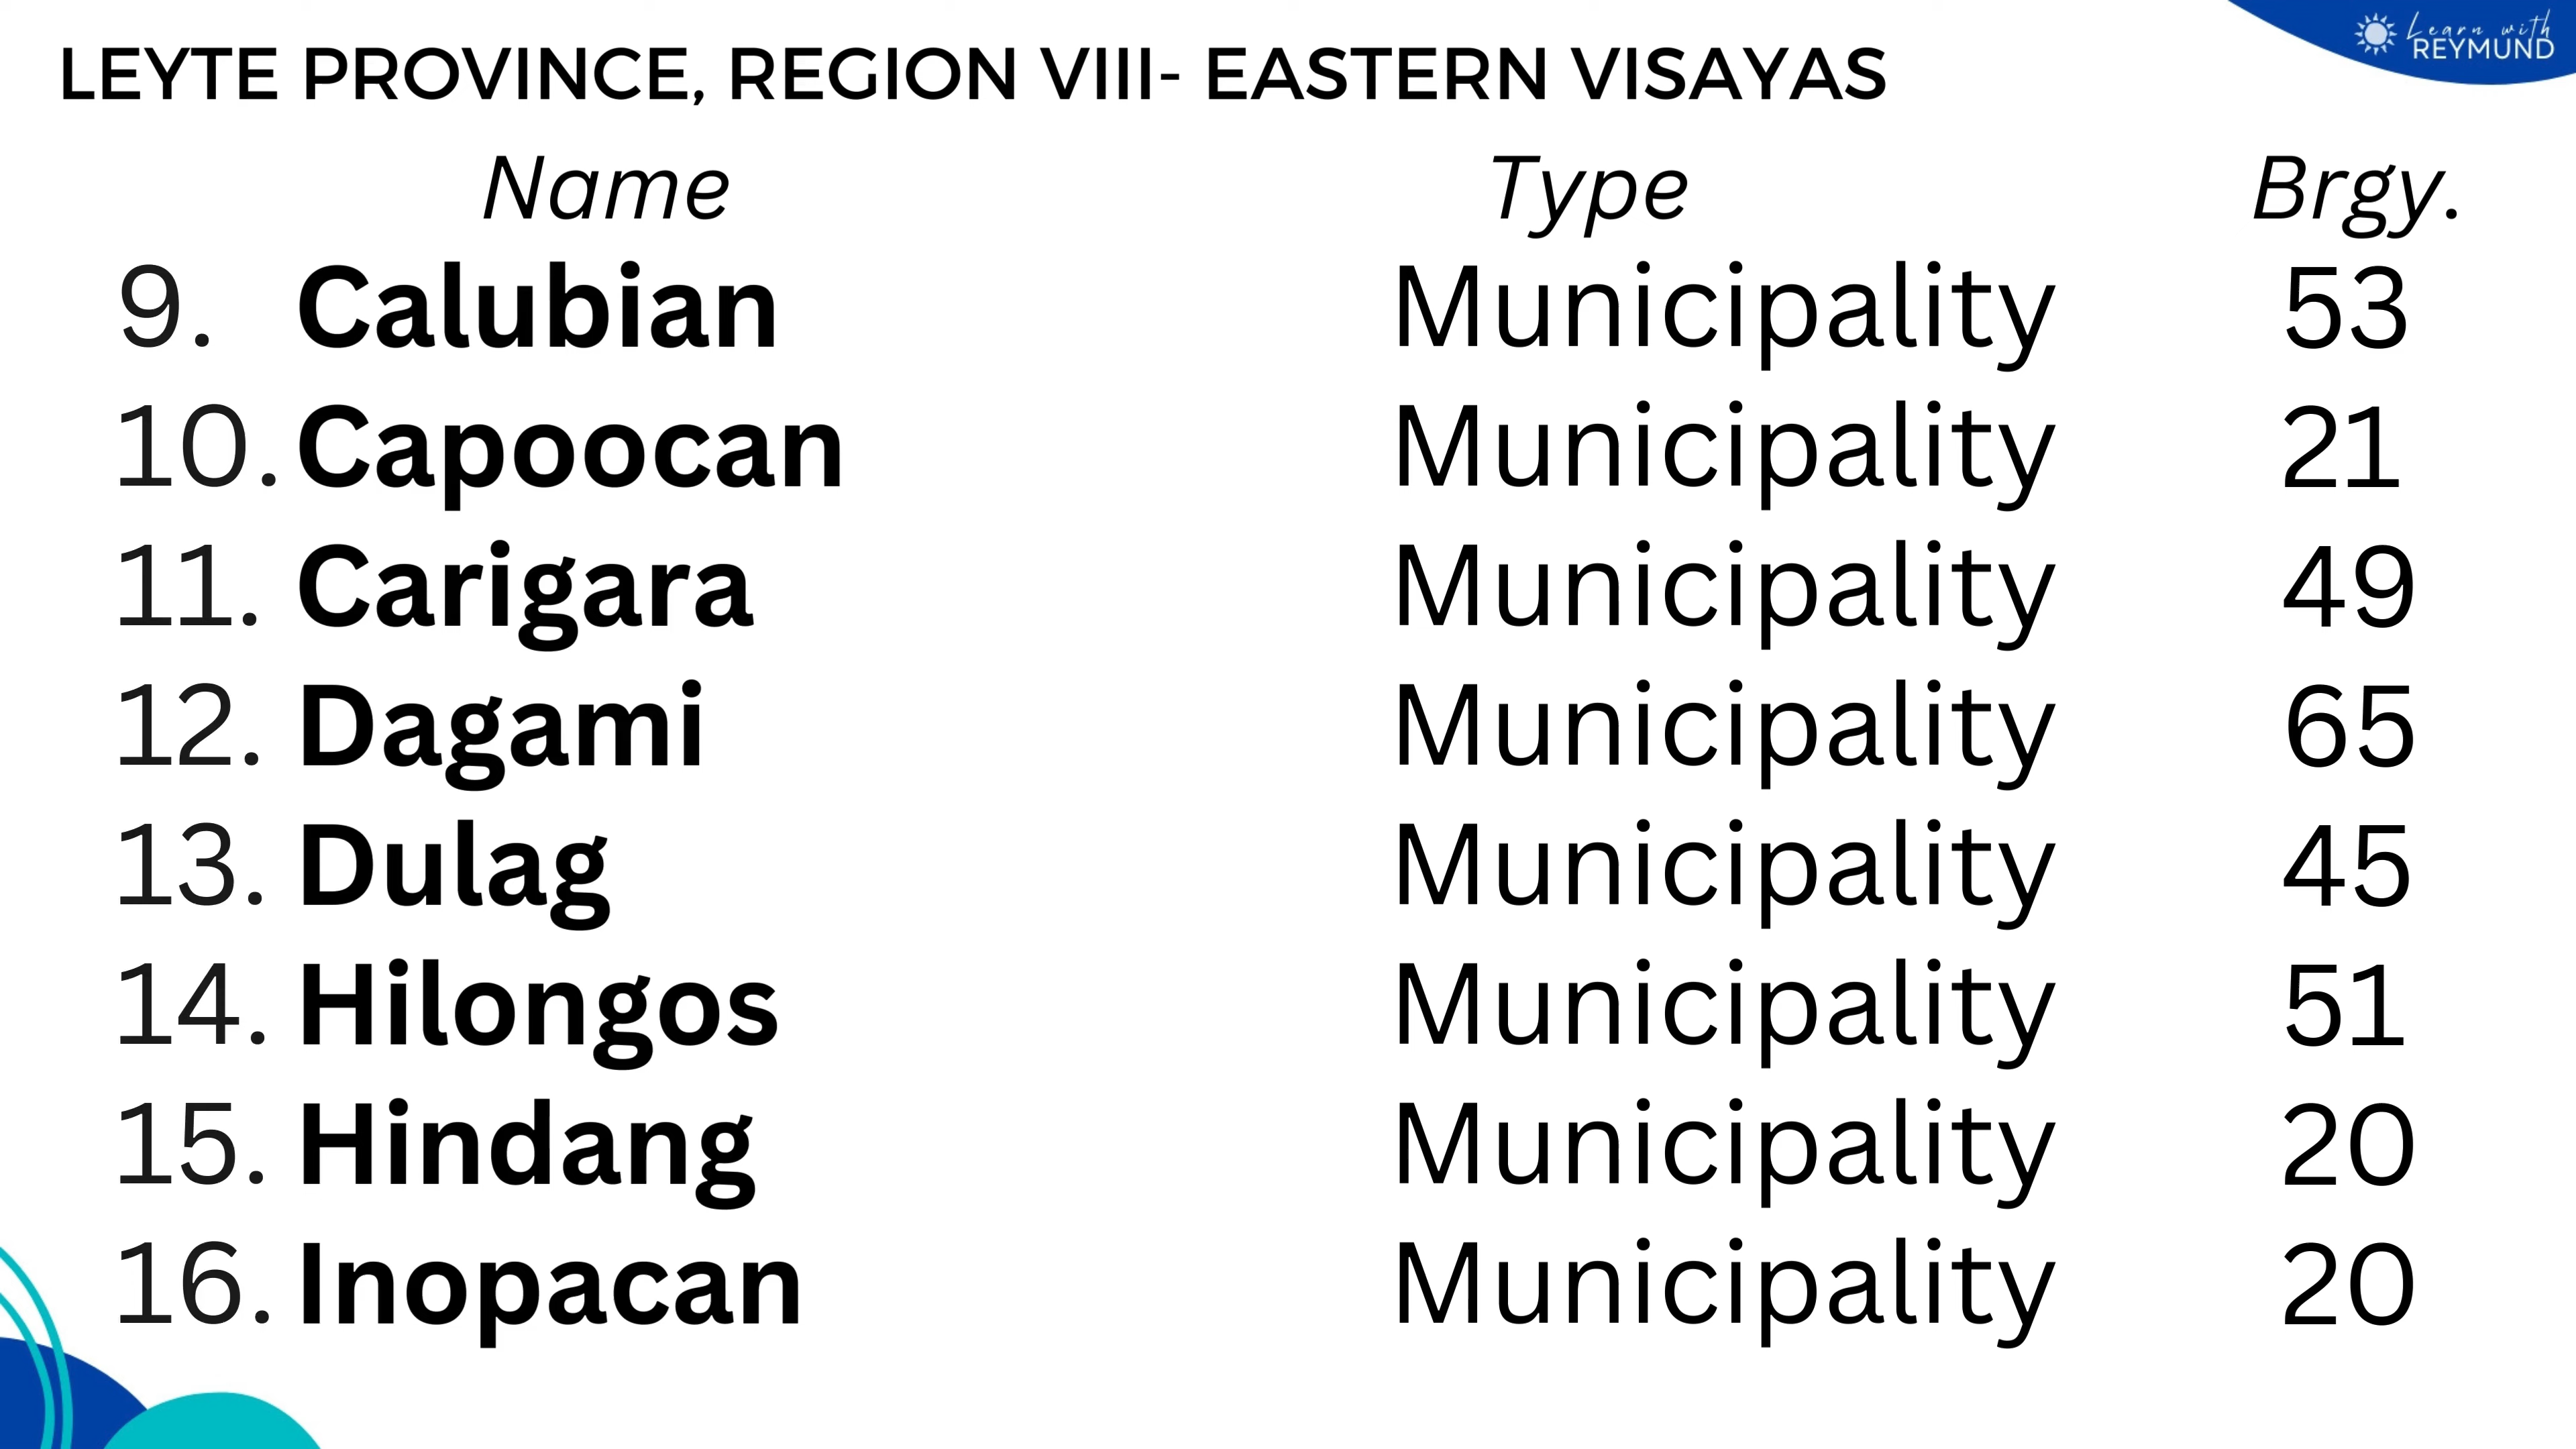 Learn with
REYMUND
LEYTE PROVINCE, REGION VIII- EASTERN VISAYAS
Name Type Brgy.
9. Calubian Municipality 53
10. Capoocan Municipality 21
11. Carigara Municipality 49
12. Dagami Municipality 65
13. Dulag Municipality 45
14. Hilongos Municipality 51
15. Hindang Municipality 20
16. Inopacan Municipality 20